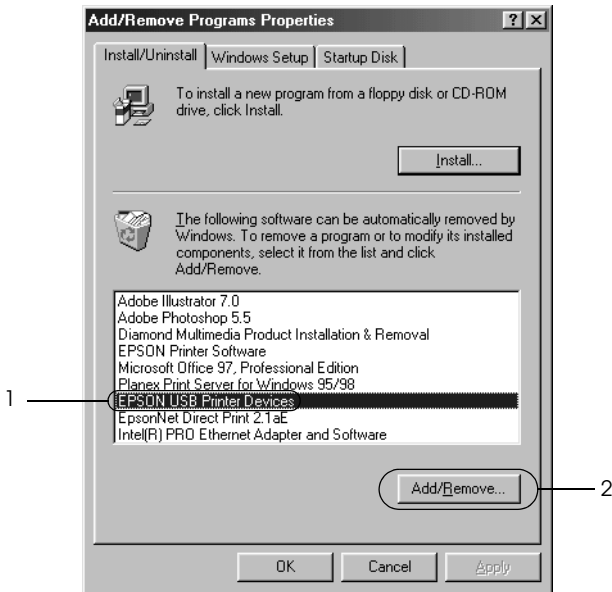 Add/Remove Programs Properties
? X
Install/Uninstall Windows Setup Startup Disk
To install a new program from a floppy disk or CD-ROM
drive, click Install.
Install...
The following software can be automatically removed by
Windows. To remove a program or to modify its installed
components, select it from the list and click
Add/Remove.
Adobe Illustrator 7.0
Adobe Photoshop 5.5
Diamond Multimedia Product Installation & Removal
EPSON Printer Software
Microsoft Office 97, Professional Edition
Planex Print Server for Windows 95/98
1
EPSON USB Printer Devices
EpsonNet Direct Print 2.1aE
Intel(R) PRO Ethernet Adapter and Software
Add/Remove...
2
OK Cancel Apply